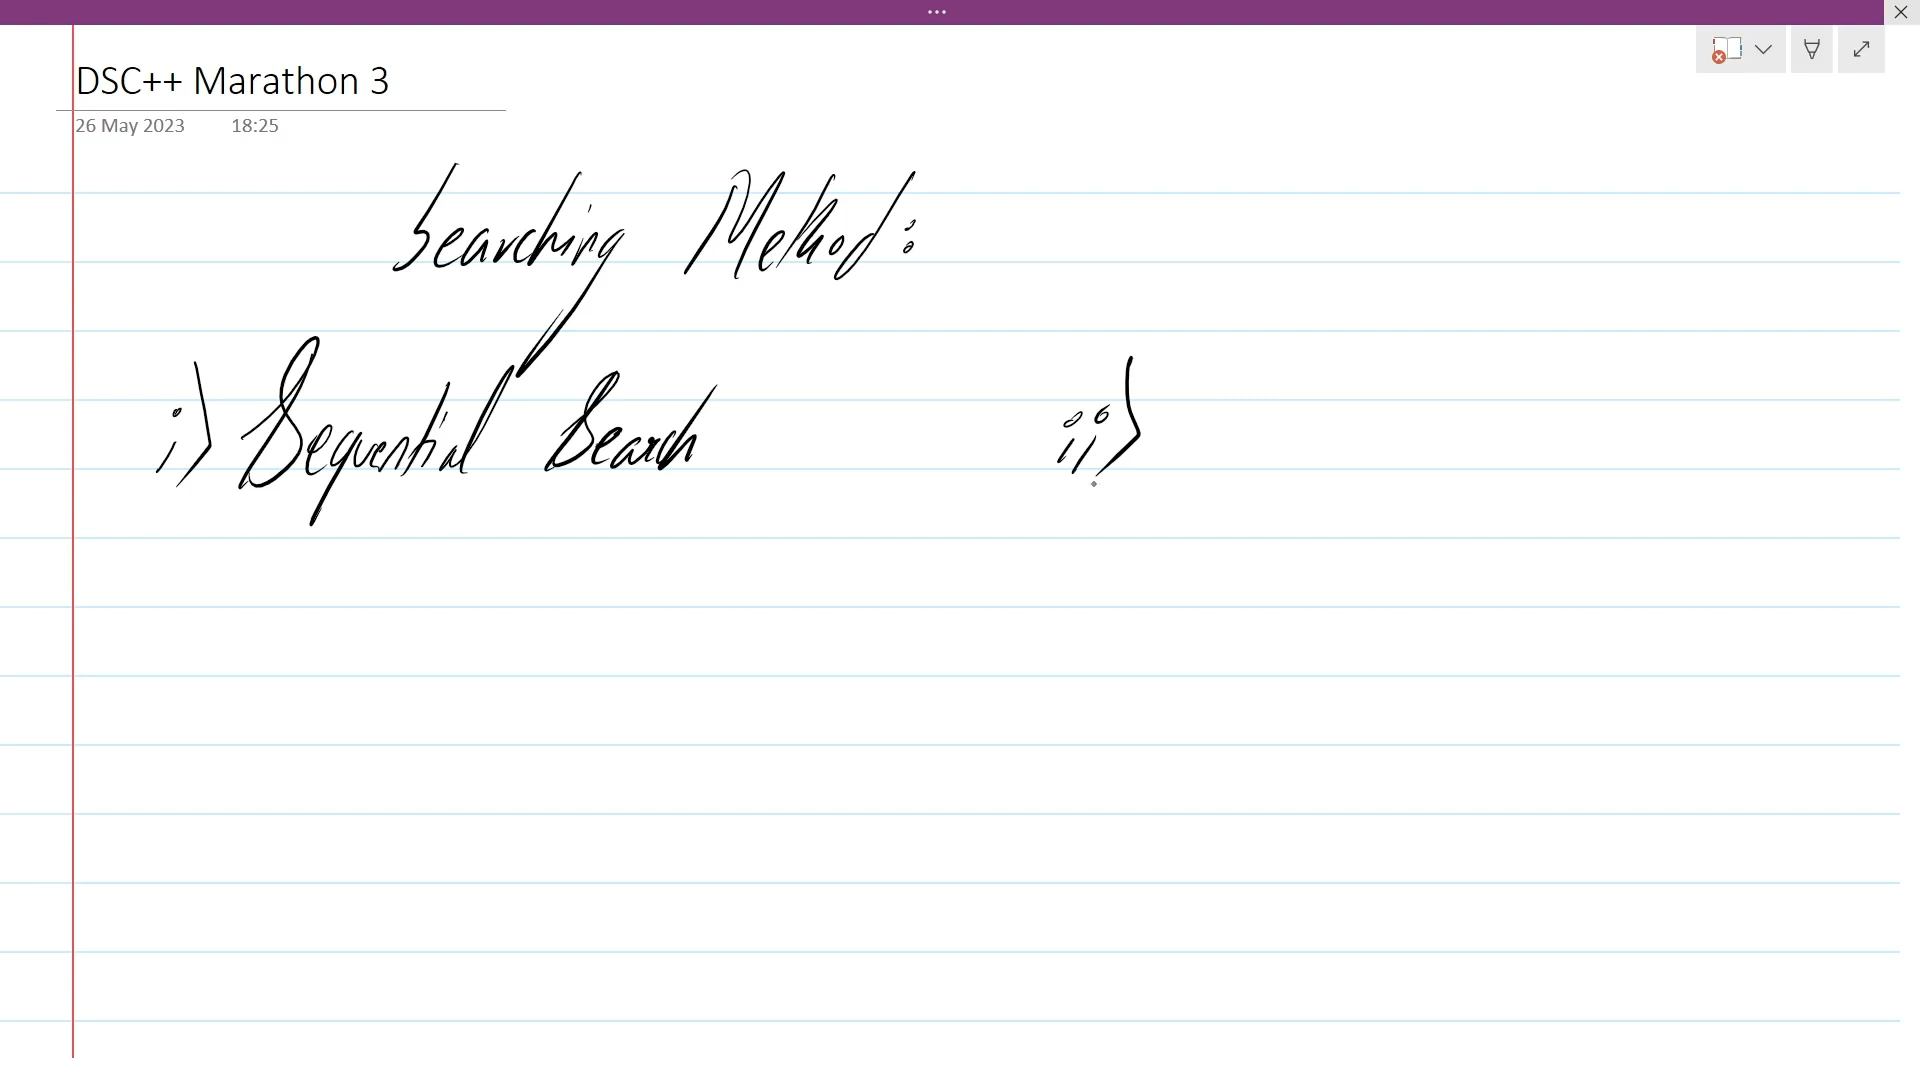 DSC++ Marathon 3
26 May 2023 18:25
Searching Method:
i) Sequential Search ii)